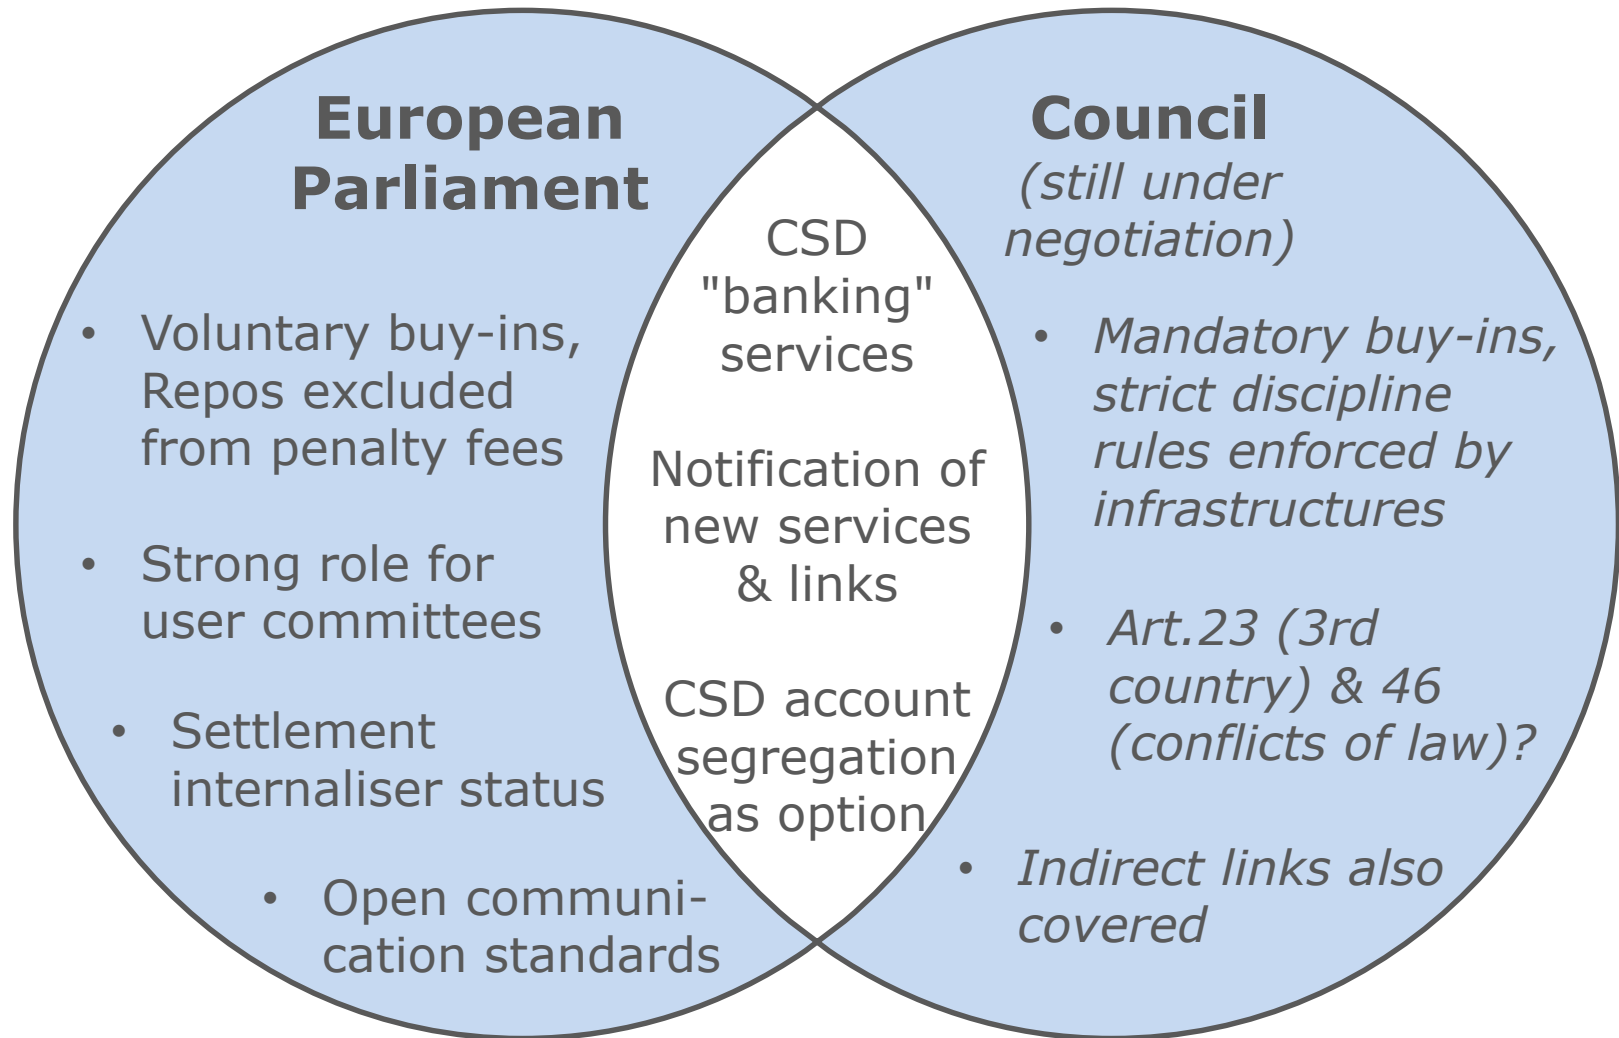 European
Parliament
• Voluntary buy-ins,
Repos excluded
from penalty fees
• Strong role for
user committees
• Settlement
internaliser status
• Open communi-
cation standards
CSD
"banking"
services
Notification of
new services
& links
CSD account
segregation
as option
Council
(still under
negotiation)
• Mandatory buy-ins,
strict discipline
rules enforced by
infrastructures
• Art.23 (3rd
country) & 46
(conflicts of law)?
• Indirect links also
covered